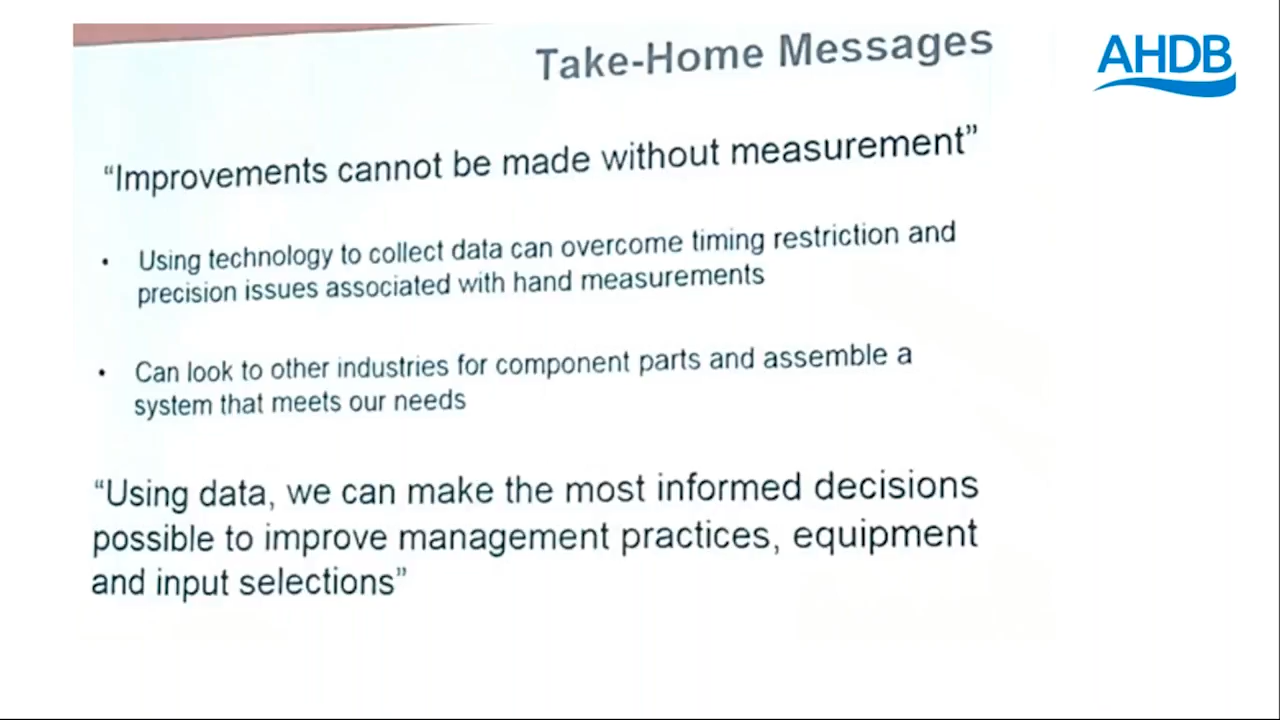 Take-Home Messages
AHDB
“Improvements cannot be made without measurement”
• Using technology to collect data can overcome timing restriction and
precision issues associated with hand measurements
• Can look to other industries for component parts and assemble a
system that meets our needs
“Using data, we can make the most informed decisions
possible to improve management practices, equipment
and input selections”